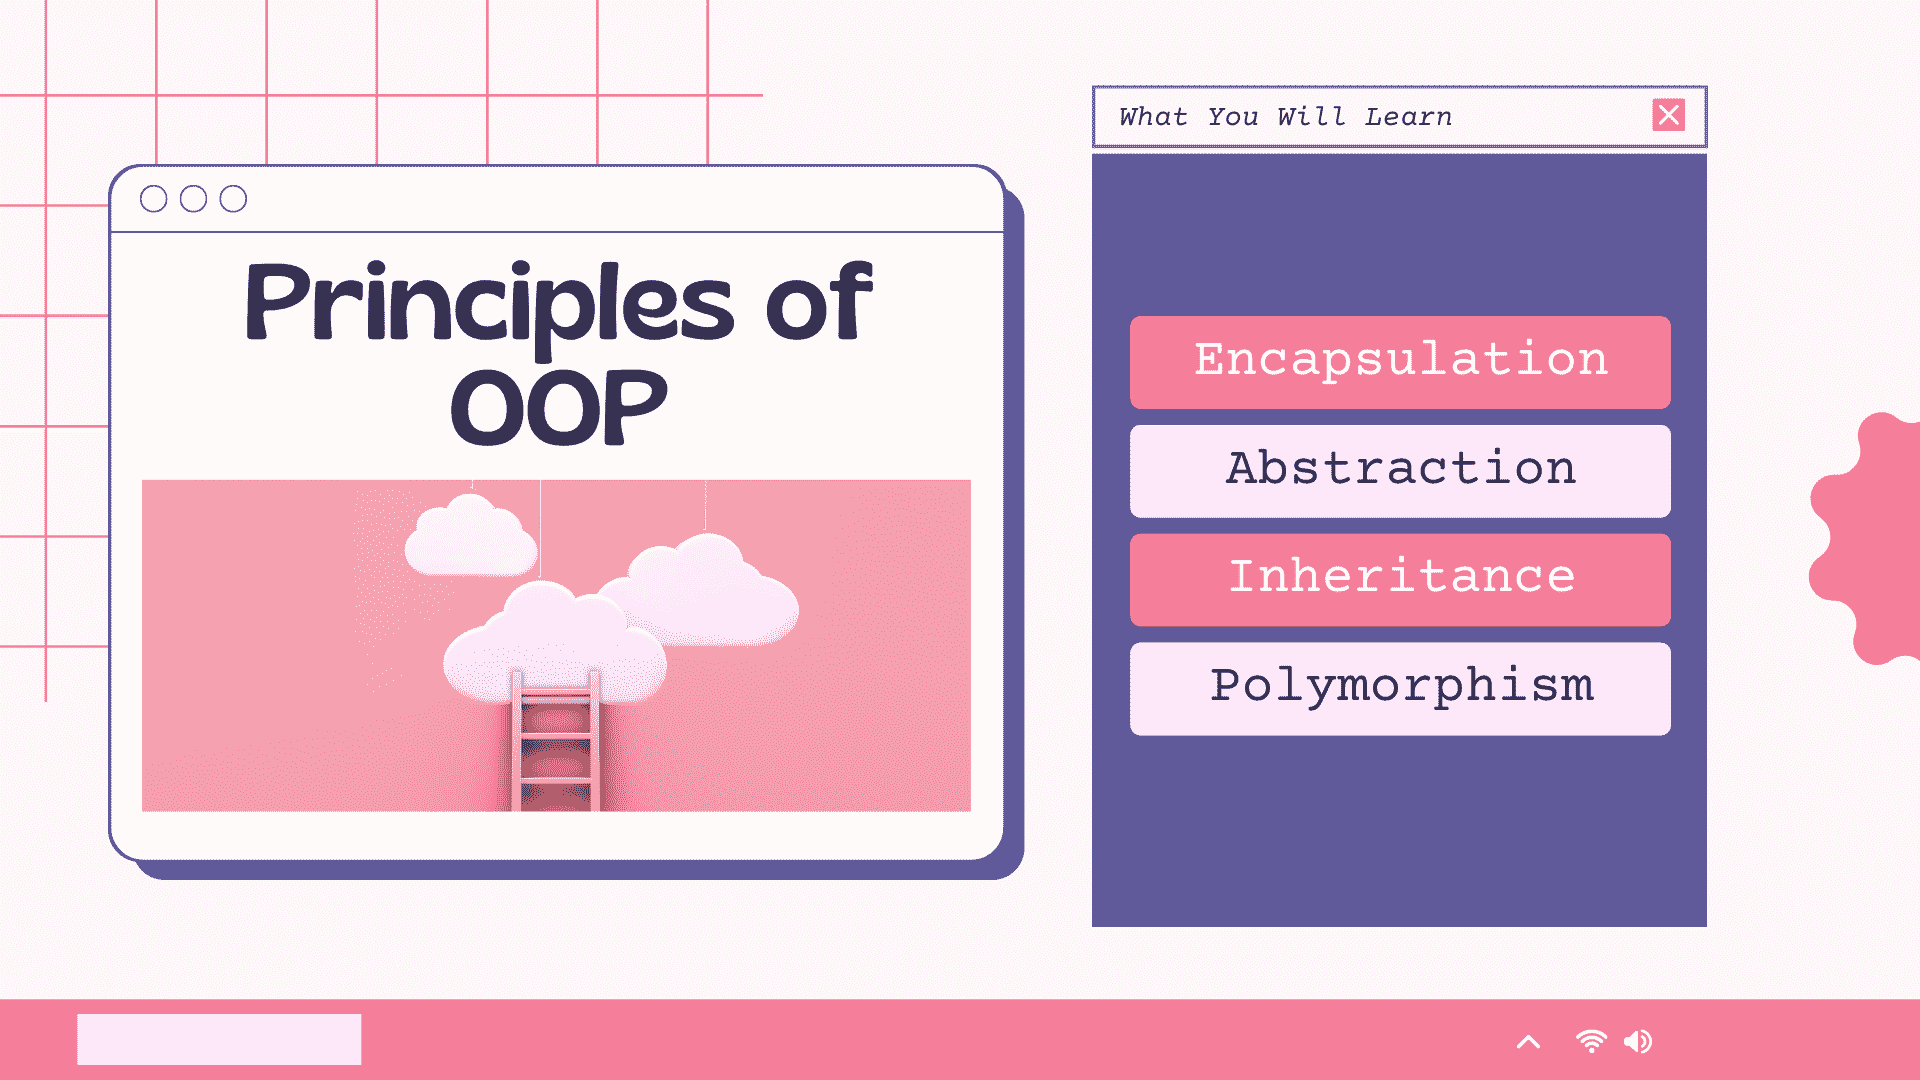 Principles of
OOP
What You Will Learn
Encapsulation
Abstraction
Inheritance
Polymorphism